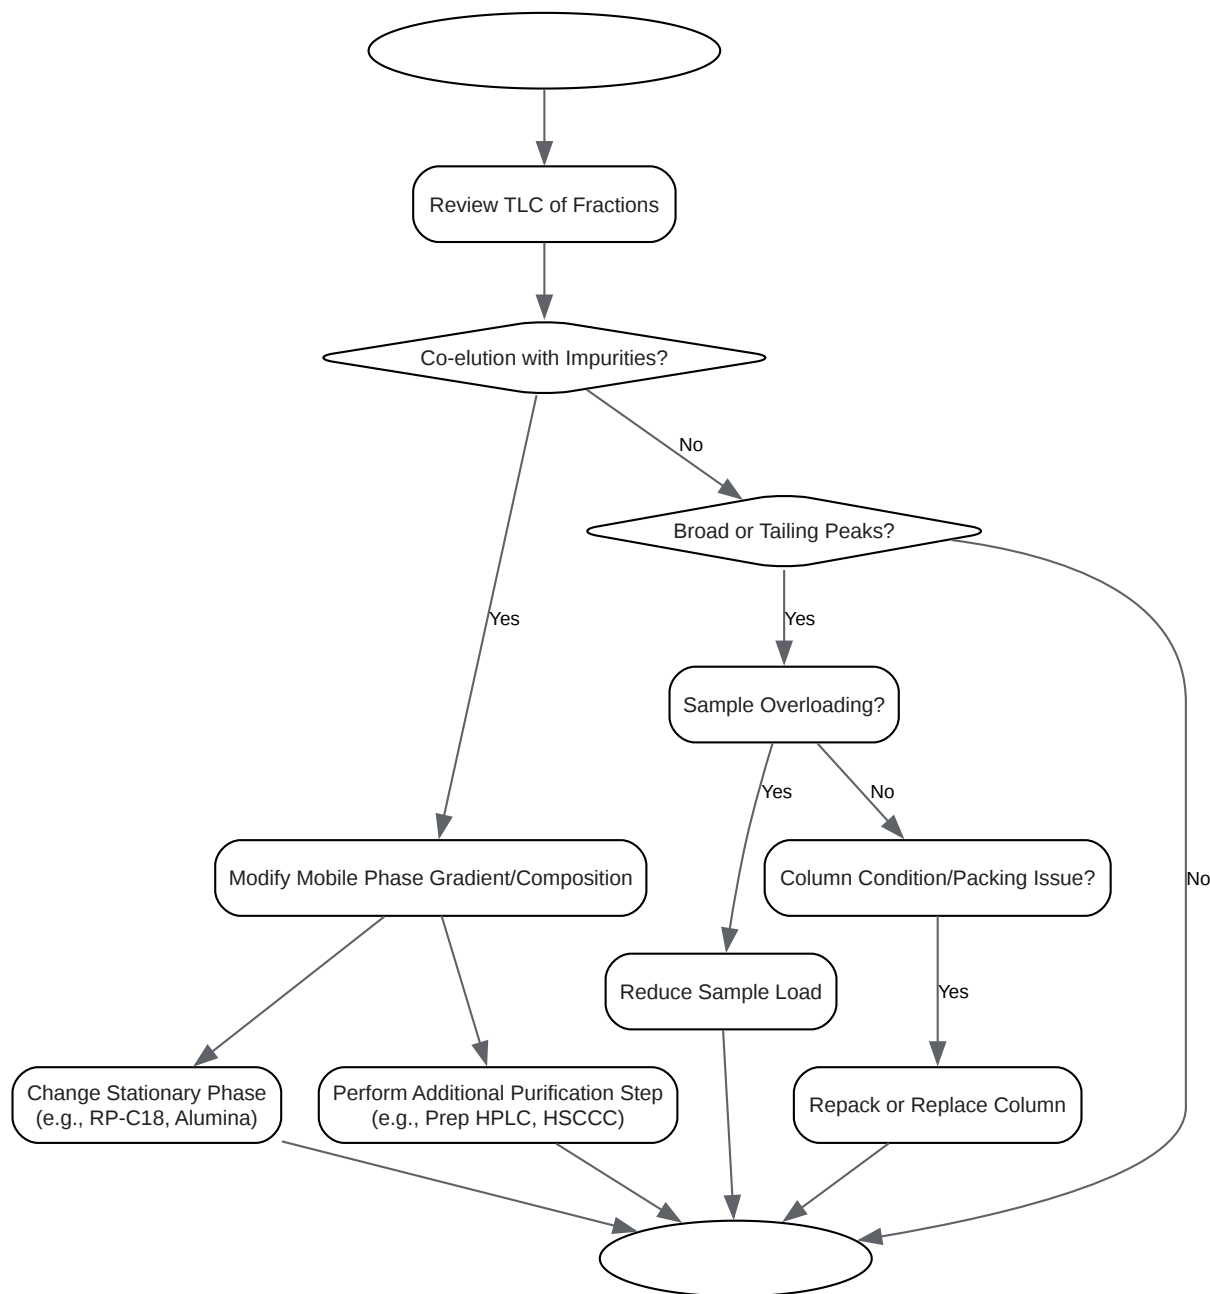 Review TLC of Fractions
Co-elution with Impurities?
No
Broad or Tailing Peaks?
Yes
Yes
Sample Overloading?
Yes
No
Modify Mobile Phase Gradient/Composition
Column Condition/Packing Issue?
No
Reduce Sample Load
Yes
Change Stationary Phase
(e.g., RP-C18, Alumina)
Perform Additional Purification Step
(e.g., Prep HPLC, HSCCC)
Repack or Replace Column